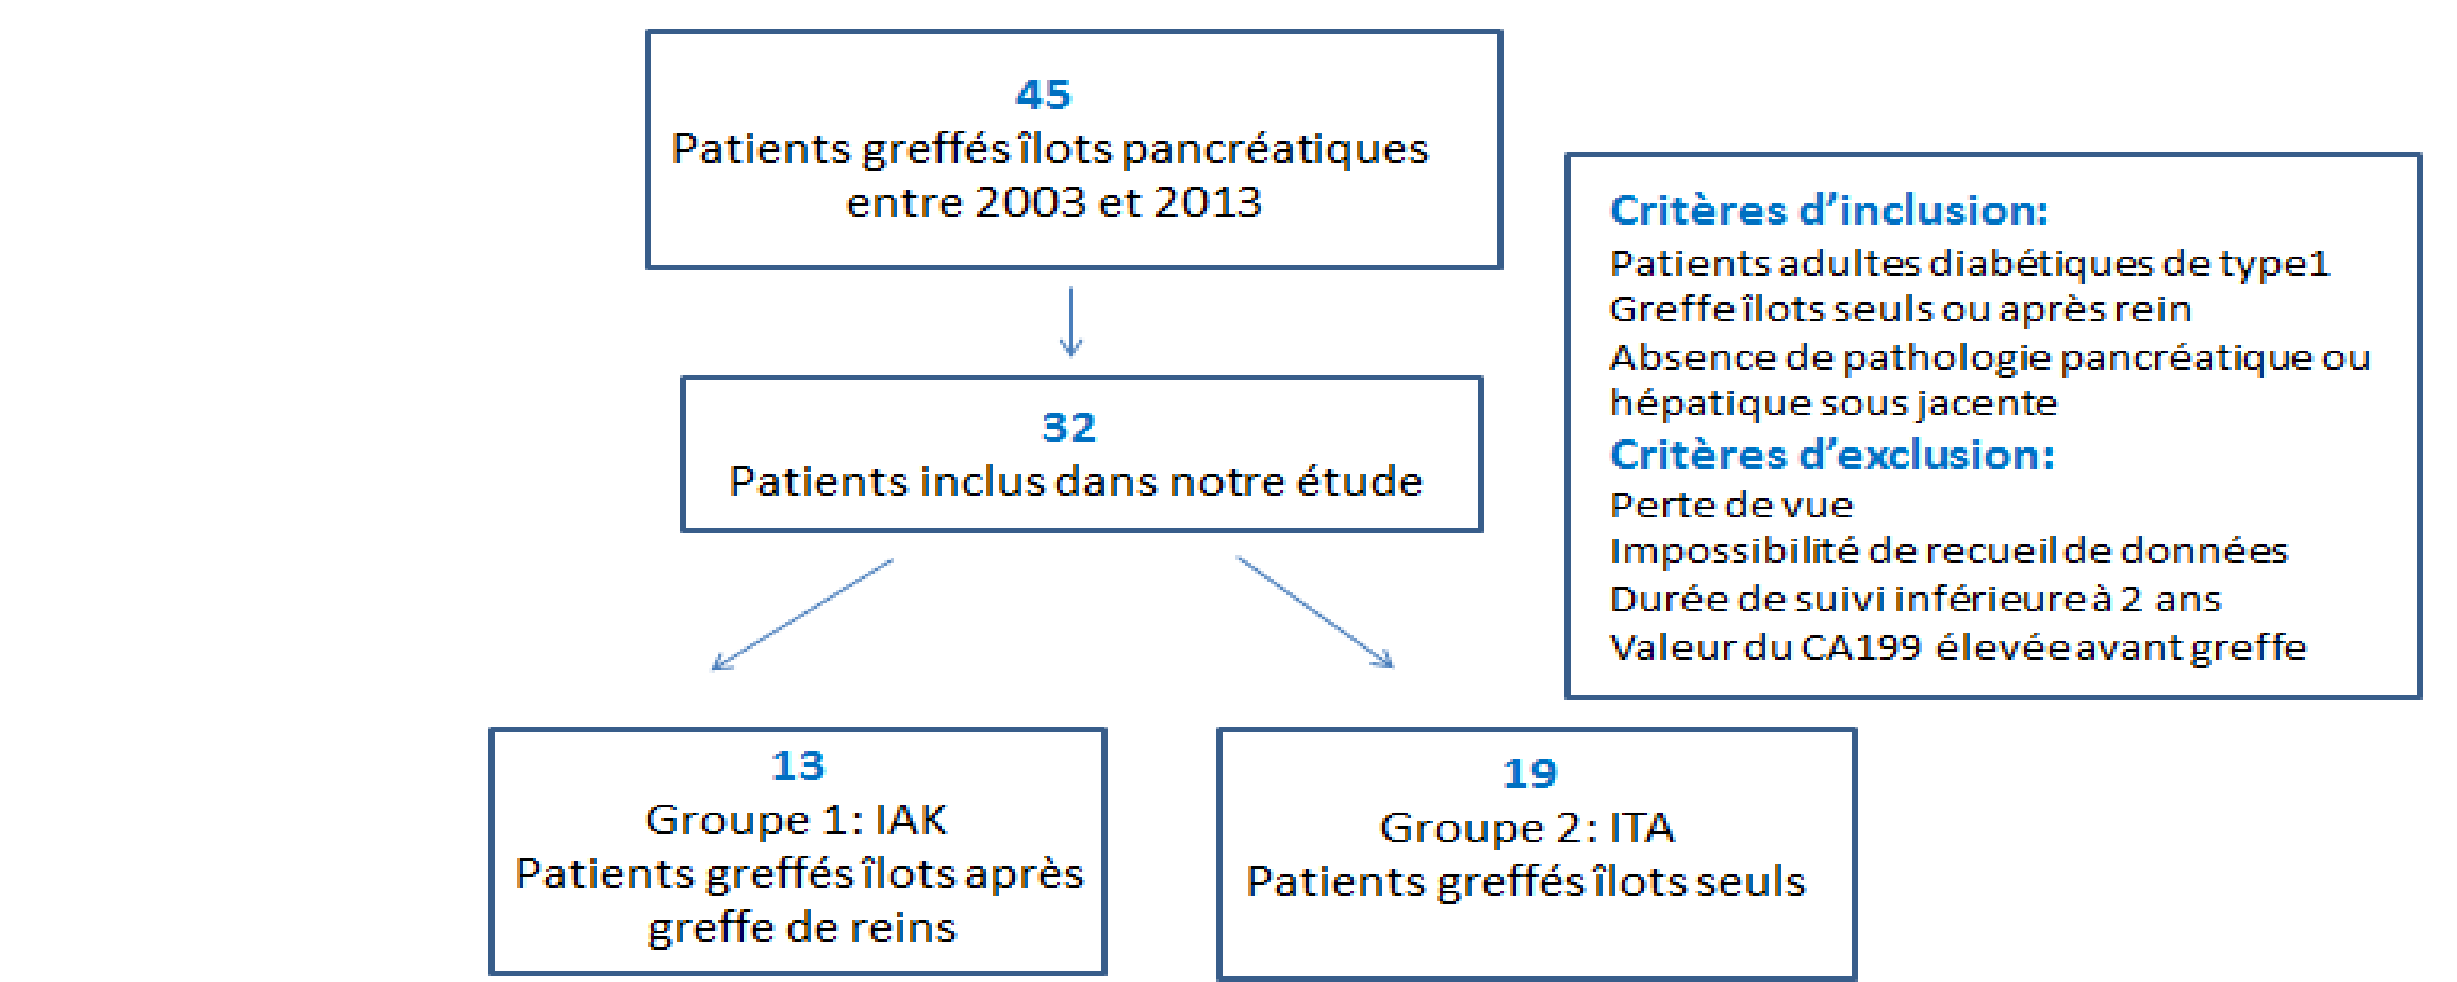 45
Patients greffés îlots pancréatiques
entre 2003 et 2013
Critères d'inclusion:
Patients adultes diabétiques de type1
Greffe îlots seuls ou après rein
Absence de pathologie pancréatique ou
hépatique sous jacente
Critères d'exclusion:
Perte de vue
Impossibilité de recueil de données
Durée de suivi inférieure à 2 ans
Valeur du CA199 élevée avant greffe
32
Patients inclus dans notre étude
13
Groupe 1: IAK
Patients greffés îlots après
greffe de reins
19
Groupe 2: ITA
Patients greffés îlots seuls